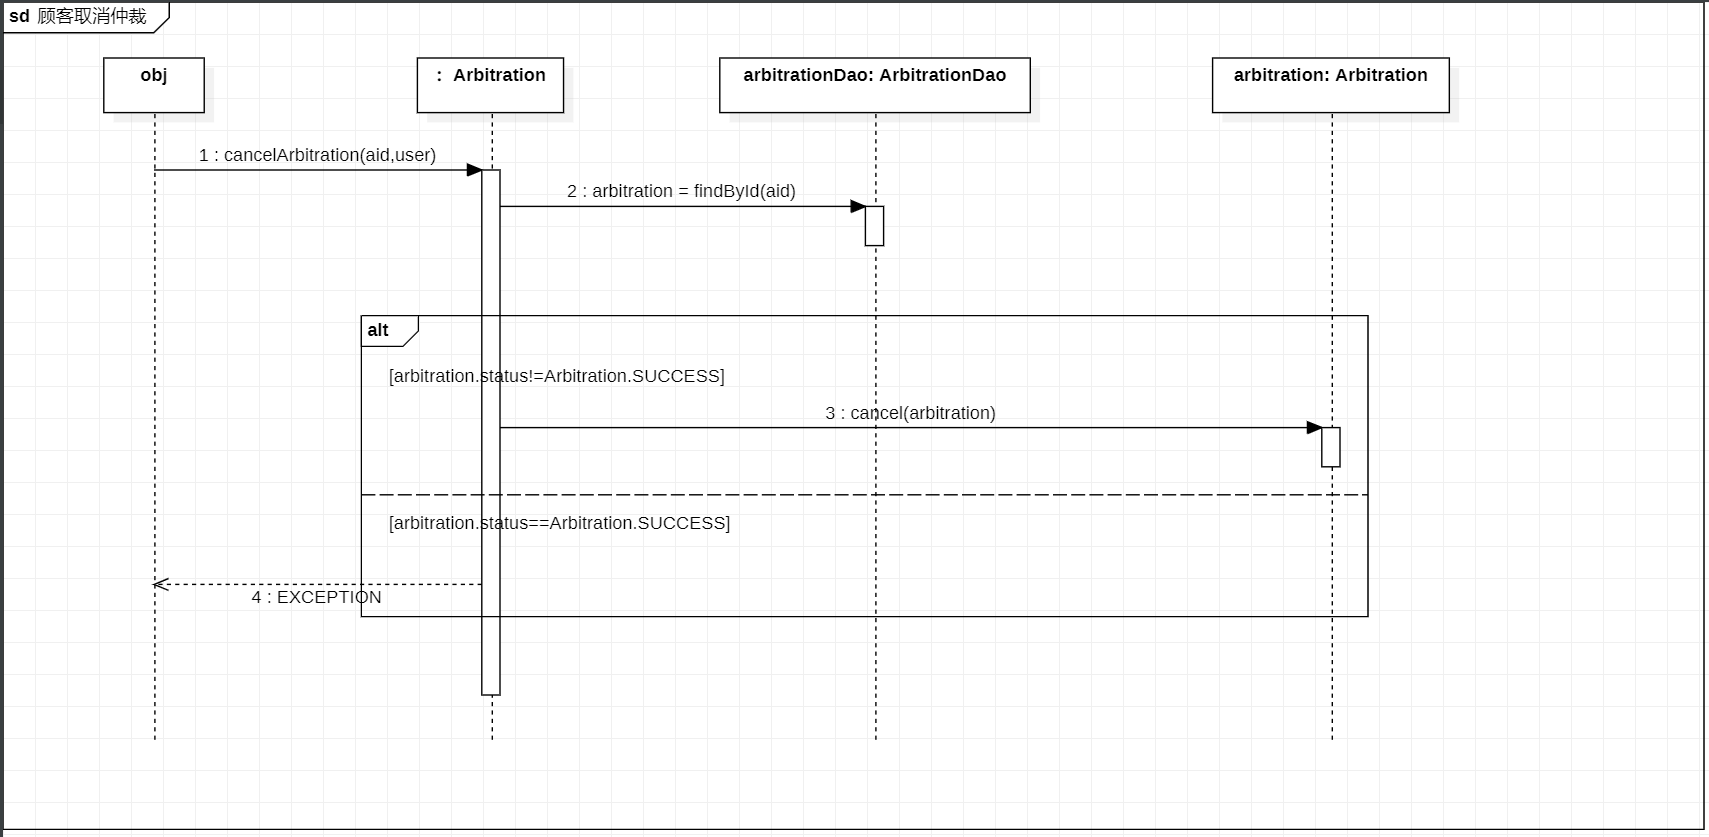 sd 顾客取消仲裁
obj
： Arbitration
arbitrationDao: ArbitrationDao
arbitration: Arbitration
1 : cancelArbitration(aid,user)
2 : arbitration = findById(aid)
alt
[arbitration.status!=Arbitration.SUCCESS]
3 : cancel(arbitration)
[arbitration.status==Arbitration.SUCCESS]
4 : EXCEPTION